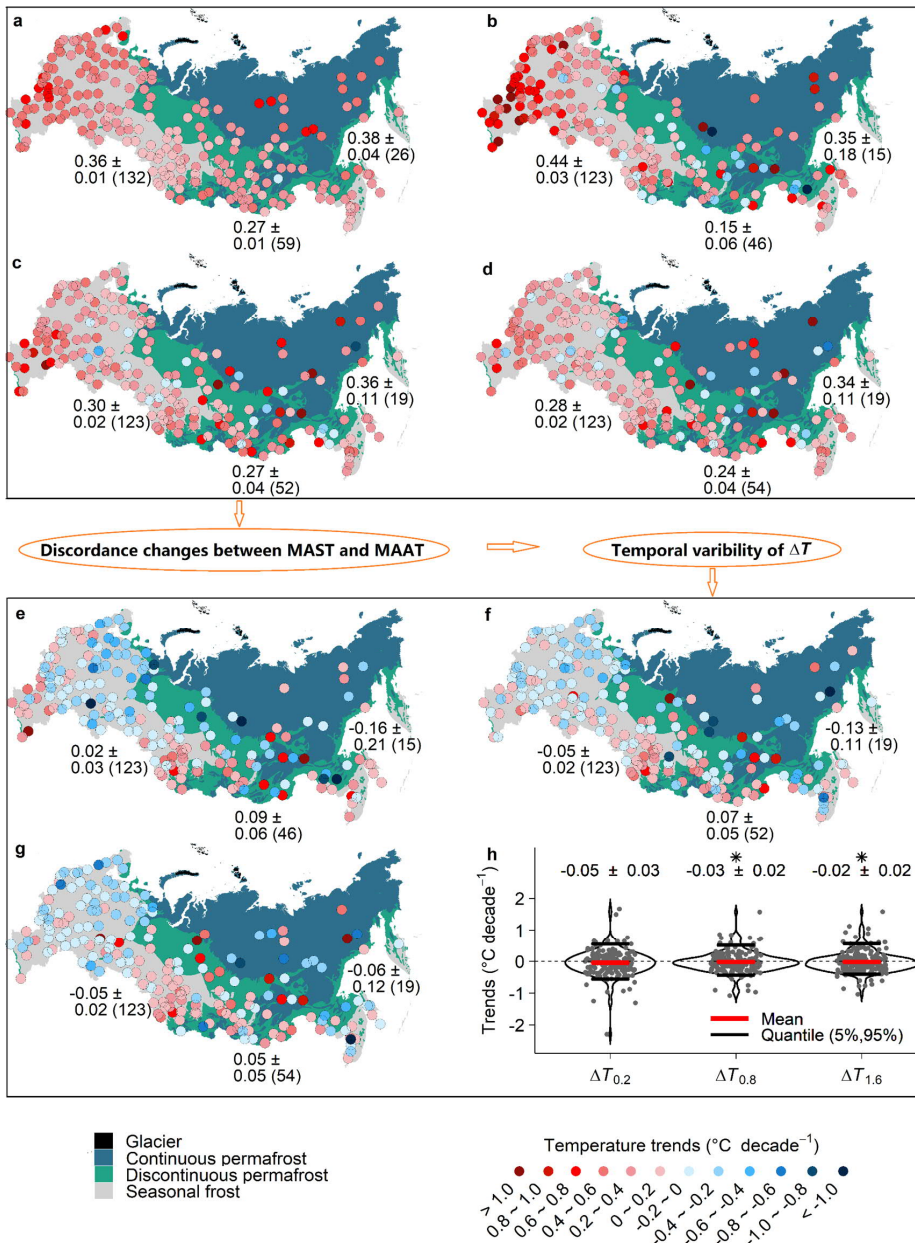 a
b
0.36 ±
0.01 (132)
0.38 ±
0.04 (26)
0.27 ±
0.01 (59)
0.44 ±
0.03 (123)
0.35 ±
0.18 (15)
0.15 ±
0.06 (46)
c
d
0.30 ±
0.02 (123)
0.36 ±
0.11 (19)
0.27 ±
0.04 (52)
0.28 ±
0.02 (123)
0.34 ±
0.11 (19)
0.24 ±
0.04 (54)
Discordance changes between MAST and MAAT
Temporal varibility of ΔT
e
f
0.02 ±
0.03 (123)
-0.16 ±
0.21 (15)
0.09 ±
0.06 (46)
-0.05 ±
0.02 (123)
-0.13 ±
0.11 (19)
0.07 ±
0.05 (52)
g
-0.05 ±
0.02 (123)
-0.06 ±
0.12 (19)
0.05 ±
0.05 (54)
h
* *
-0.05 ± 0.03 -0.03 ± 0.02 -0.02 ± 0.02
Trends (°C decade⁻¹)
2
1
0
-1
-2
Mean
Quantile (5%,95%)
ΔT0.2 ΔT0.8 ΔT1.6
Glacier
Continuous permafrost
Discontinuous permafrost
Seasonal frost
Temperature trends (°C decade⁻¹)
> 1.0
0.8 ~ 1.0
0.6 ~ 0.8
0.4 ~ 0.6
0.2 ~ 0.4
0 ~ 0.2
-0.2 ~ 0
-0.4 ~ -0.2
-0.6 ~ -0.4
-0.8 ~ -0.6
-1.0 ~ -0.8
< -1.0